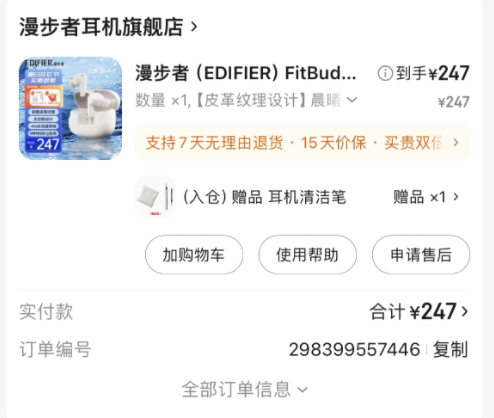 漫步者耳机旗舰店 >
EDIFIER
247
漫步者（EDIFIER）FitBud... 到手¥247
数量 ×1,【皮革纹理设计】晨曦 ¥247
支持7天无理由退货 · 15天价保 · 买贵双倍 >
(入仓) 赠品 耳机清洁笔 赠品 ×1 >
加购物车 使用帮助 申请售后
实付款 合计 ¥247 >
订单编号 298399557446 | 复制
全部订单信息